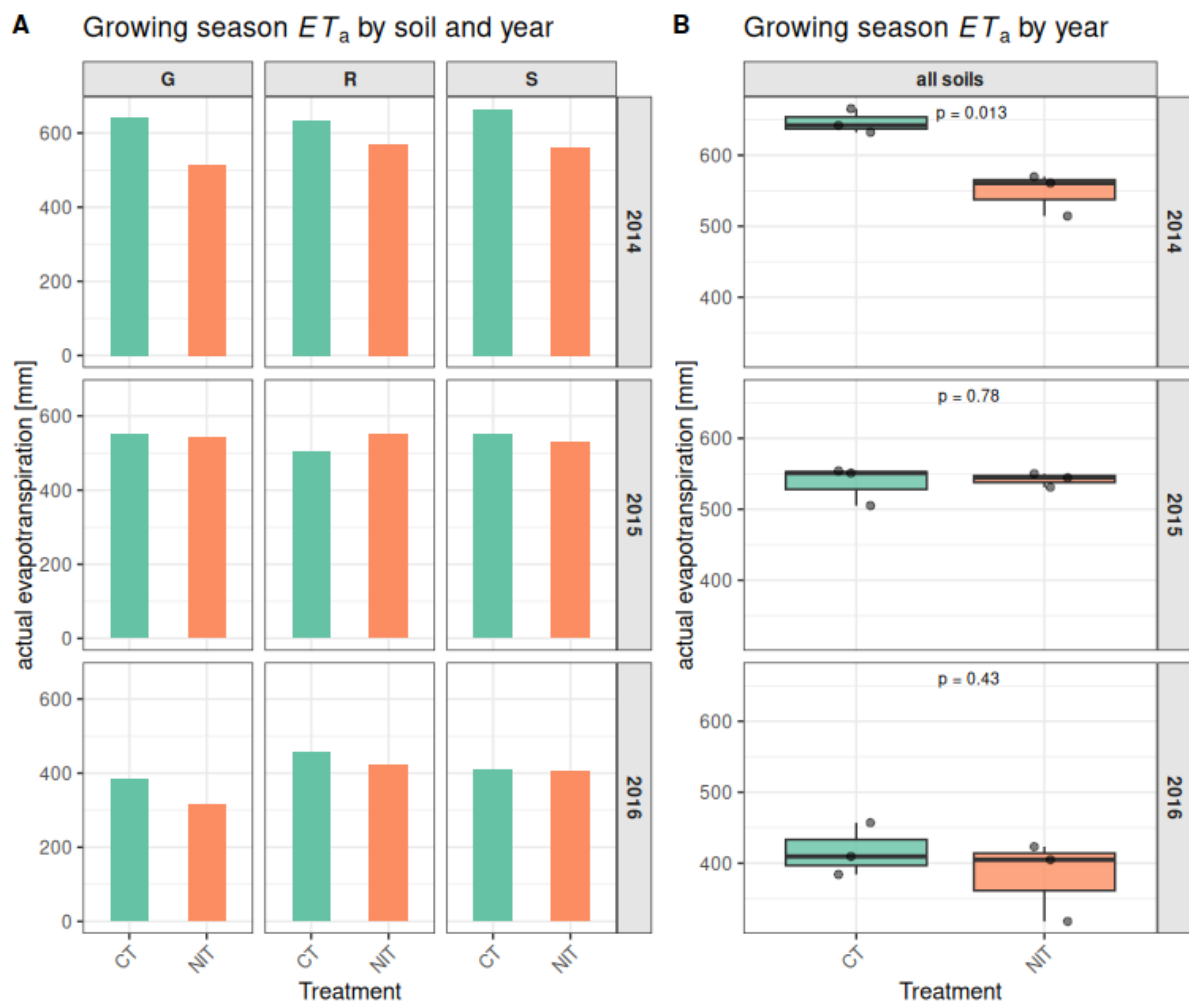 A
Growing season ETa by soil and year
G
R
S
actual evapotranspiration [mm]
600
400
200
0
2014
600
400
200
0
2015
600
400
200
0
2016
CT
NIT
CT
NIT
CT
NIT
Treatment
B
Growing season ETa by year
all soils
actual evapotranspiration [mm]
p = 0.013
600
500
400
2014
p = 0.78
600
500
400
2015
p = 0.43
600
500
400
2016
CT
NIT
Treatment